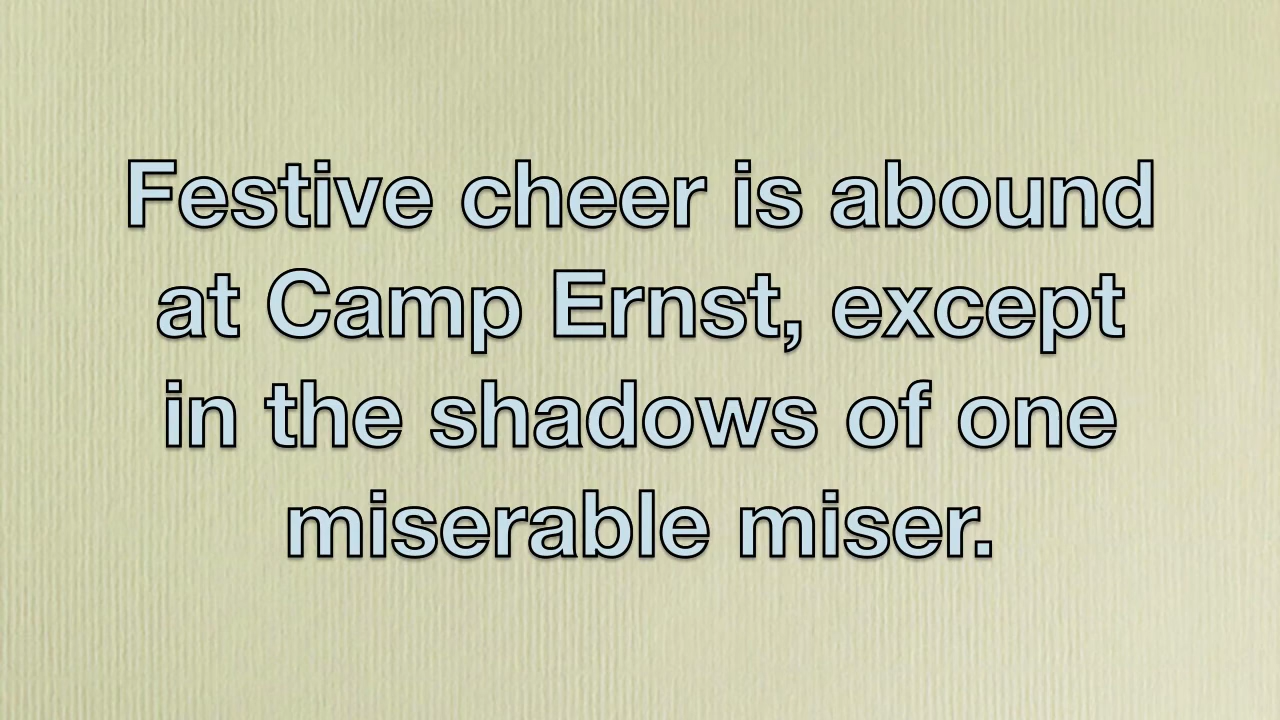 Festive cheer is abound
at Camp Ernst, except
in the shadows of one
miserable miser.